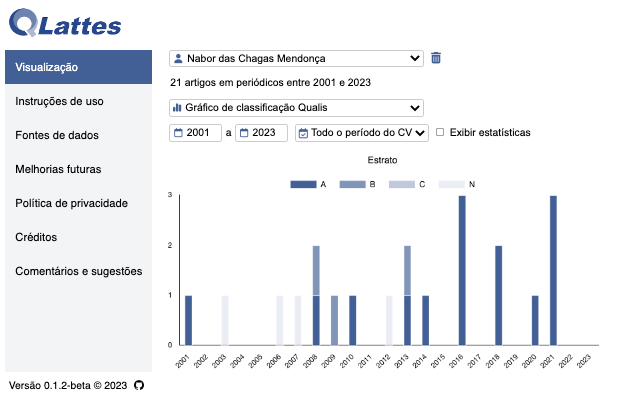 QLattes
Visualização
Instruções de uso
Fontes de dados
Melhorias futuras
Política de privacidade
Créditos
Comentários e sugestões
Versão 0.1.2-beta © 2023
Nabor das Chagas Mendonça
21 artigos em periódicos entre 2001 e 2023
Gráfico de classificação Qualis
2001 a 2023 Todo o período do CV Exibir estatísticas
Estrato
A B C N
3
2
1
0
2001 2002 2003 2004 2005 2006 2007 2008 2009 2010 2011 2012 2013 2014 2015 2016 2017 2018 2019 2020 2021 2022 2023